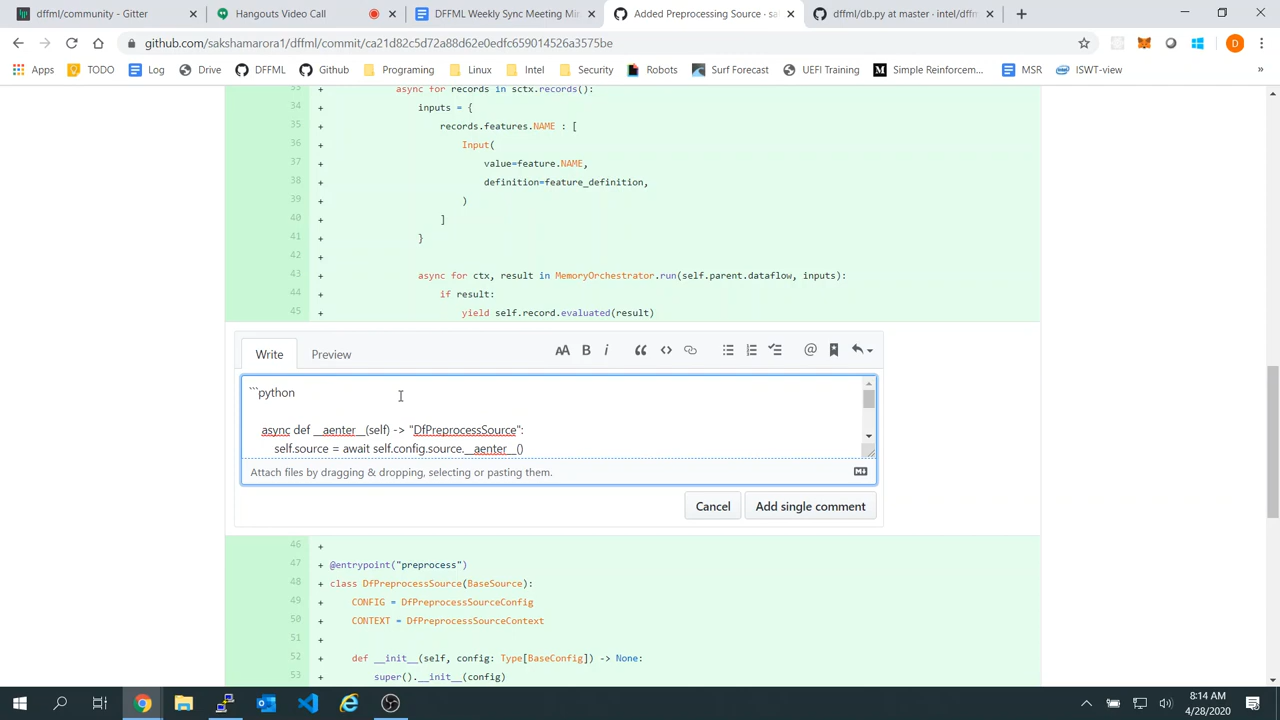 dffml/community - Gitter
Hangouts Video Call
DFFML Weekly Sync Meeting Min
Added Preprocessing Source · sa
dffml/db.py at master · intel/dffm
github.com/sakshamarora1/dffml/commit/ca21d82c5d72a88d62e0edfc659014526a3575be
D
Apps
TODO
Log
Drive
DFFML
Github
Programing
Linux
Intel
Security
Robots
Surf Forecast
UEFI Training
Simple Reinforcem...
MSR
ISWT-view
»
33 + async for records in sctx.records():
34 + inputs = {
35 + records.features.NAME : [
36 + Input(
37 + value=feature.NAME,
38 + definition=feature_definition,
39 + )
40 + ]
41 + }
42 +
43 + async for ctx, result in MemoryOrchestrator.run(self.parent.dataflow, inputs):
44 + if result:
45 + yield self.record.evaluated(result)
Write
Preview
```python
async def __aenter__(self) -> "DfPreprocessSource":
self.source = await self.config.source.__aenter__()
Attach files by dragging & dropping, selecting or pasting them.
Cancel
Add single comment
46 +
47 + @entrypoint("preprocess")
48 + class DfPreprocessSource(BaseSource):
49 + CONFIG = DfPreprocessSourceConfig
50 + CONTEXT = DfPreprocessSourceContext
51 +
52 + def __init__(self, config: Type[BaseConfig]) -> None:
53 + super().__init__(config)
8:14 AM
4/28/2020